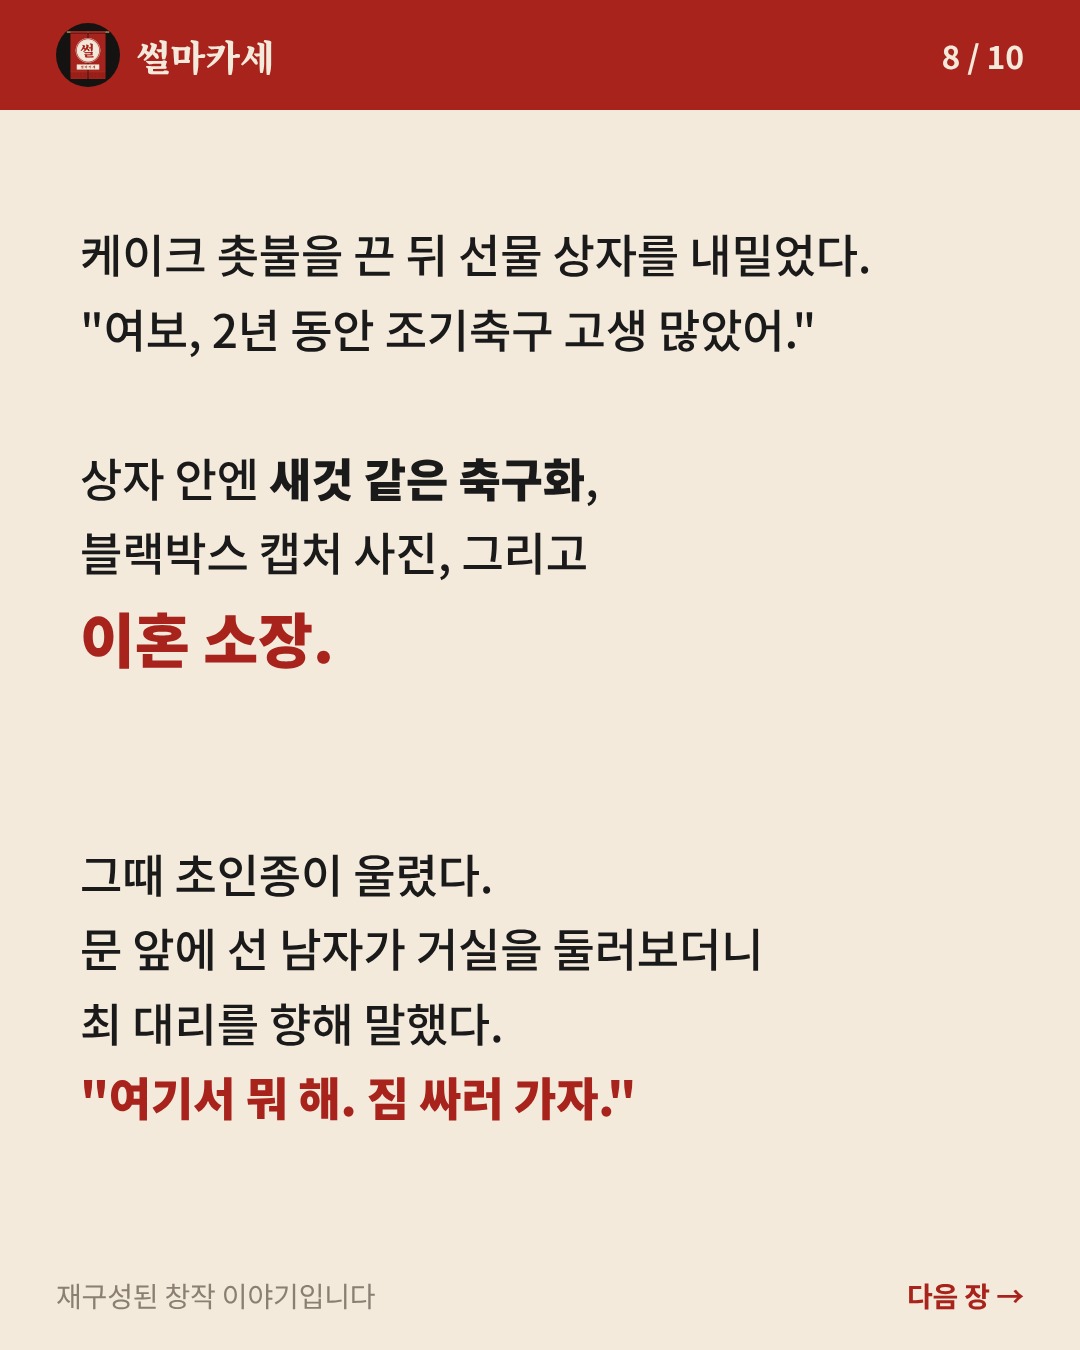 썰
썰마카세
8 / 10
케이크 촛불을 끈 뒤 선물 상자를 내밀었다.
"여보, 2년 동안 조기축구 고생 많았어."
상자 안엔 새것 같은 축구화,
블랙박스 캡처 사진, 그리고
이혼 소장.
그때 초인종이 울렸다.
문 앞에 선 남자가 거실을 둘러보더니
최 대리를 향해 말했다.
"여기서 뭐 해. 짐 싸러 가자."
재구성된 창작 이야기입니다
다음 장 →